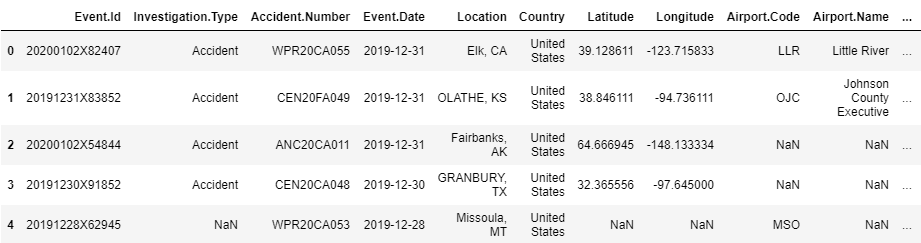 Event.Id Investigation.Type Accident.Number Event.Date Location Country Latitude Longitude Airport.Code Airport.Name ...
0 20200102X82407 Accident WPR20CA055 2019-12-31 Elk, CA United States 39.128611 -123.715833 LLR Little River ...
1 20191231X83852 Accident CEN20FA049 2019-12-31 OLATHE, KS United States 38.846111 -94.736111 OJC Johnson County Executive ...
2 20200102X54844 Accident ANC20CA011 2019-12-31 Fairbanks, AK United States 64.666945 -148.133334 NaN NaN ...
3 20191230X91852 Accident CEN20CA048 2019-12-30 GRANBURY, TX United States 32.365556 -97.645000 NaN NaN ...
4 20191228X62945 NaN WPR20CA053 2019-12-28 Missoula, MT United States NaN NaN MSO NaN ...